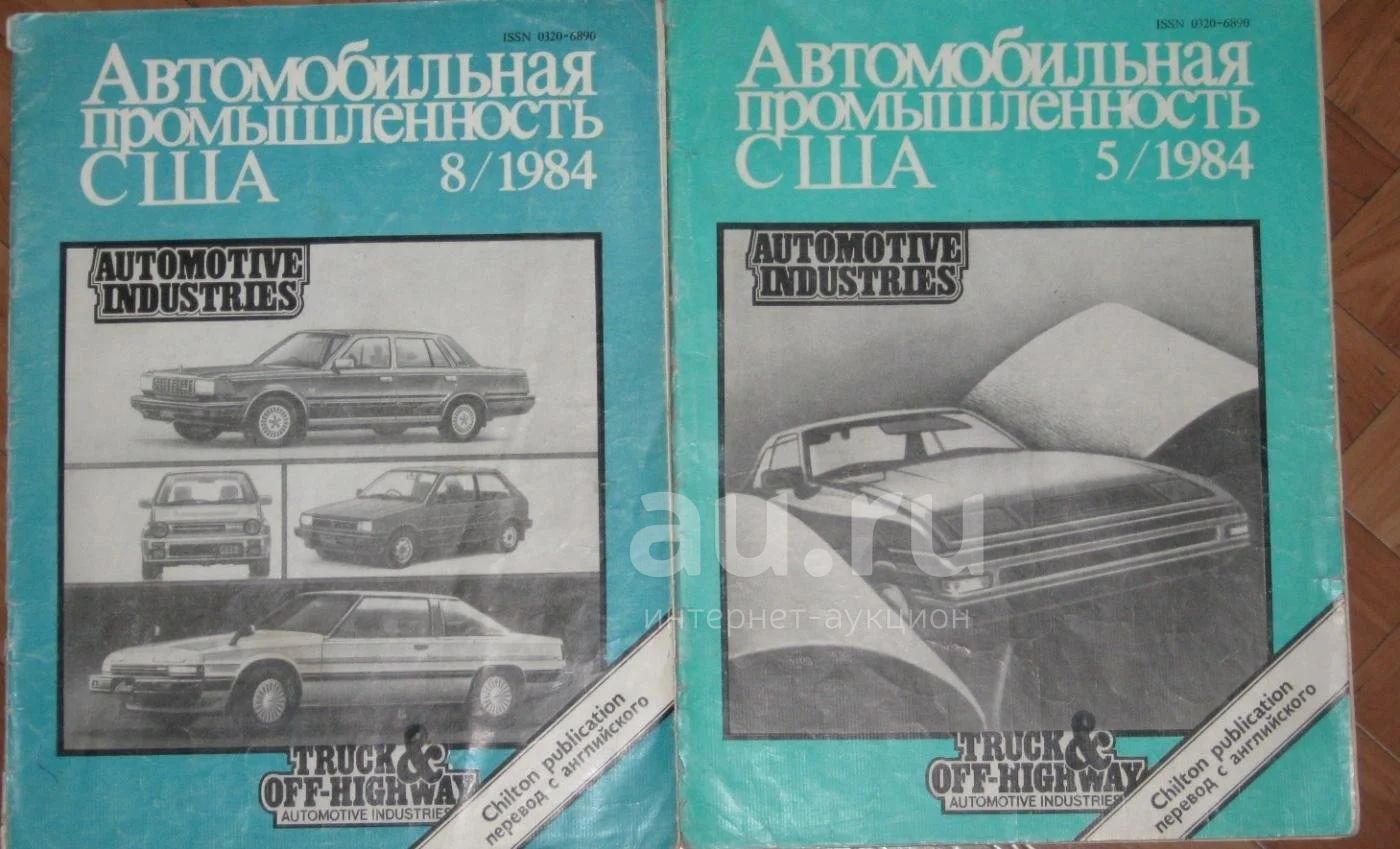 ISSN 0320-6890
Автомобильная
промышленность
США 8/1984
AUTOMOTIVE
INDUSTRIES
TRUCK &
OFF-HIGHWAY
AUTOMOTIVE INDUSTRIES
Chilton publication
перевод с английского
ISSN 0320-6890
Автомобильная
промышленность
США 5/1984
AUTOMOTIVE
INDUSTRIES
TRUCK &
OFF-HIGHWAY
AUTOMOTIVE INDUSTRIES
Chilton publication
перевод с английского
au.ru
интернет-аукцион